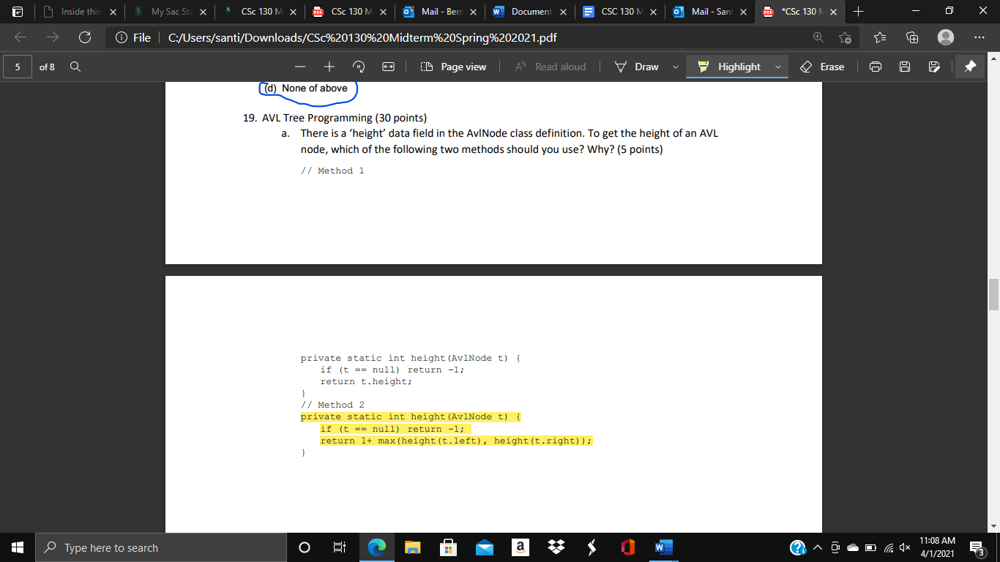 Inside this
My Sac Sta
CSc 130 M
CSc 130 M
Mail - Bern
Document
CSC 130 M
Mail - Sant
*CSc 130 M
File
C:/Users/santi/Downloads/CSc%20130%20Midterm%20Spring%202021.pdf
5
of 8
Page view
Read aloud
Draw
Highlight
Erase
(d) None of above
19. AVL Tree Programming (30 points)
a. There is a ‘height’ data field in the AvlNode class definition. To get the height of an AVL
node, which of the following two methods should you use? Why? (5 points)
// Method 1
private static int height(AvlNode t) {
if (t == null) return -1;
return t.height;
}
// Method 2
private static int height(AvlNode t) {
if (t == null) return -1;
return 1+ max(height(t.left), height(t.right));
}
Type here to search
11:08 AM
4/1/2021
3